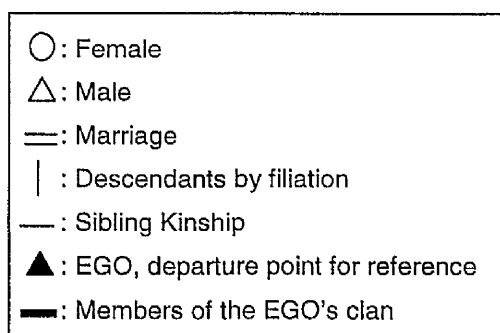 : Female
: Male
: Marriage
: Descendants by filiation
: Sibling Kinship
: EGO, departure point for reference
: Members of the EGO's clan